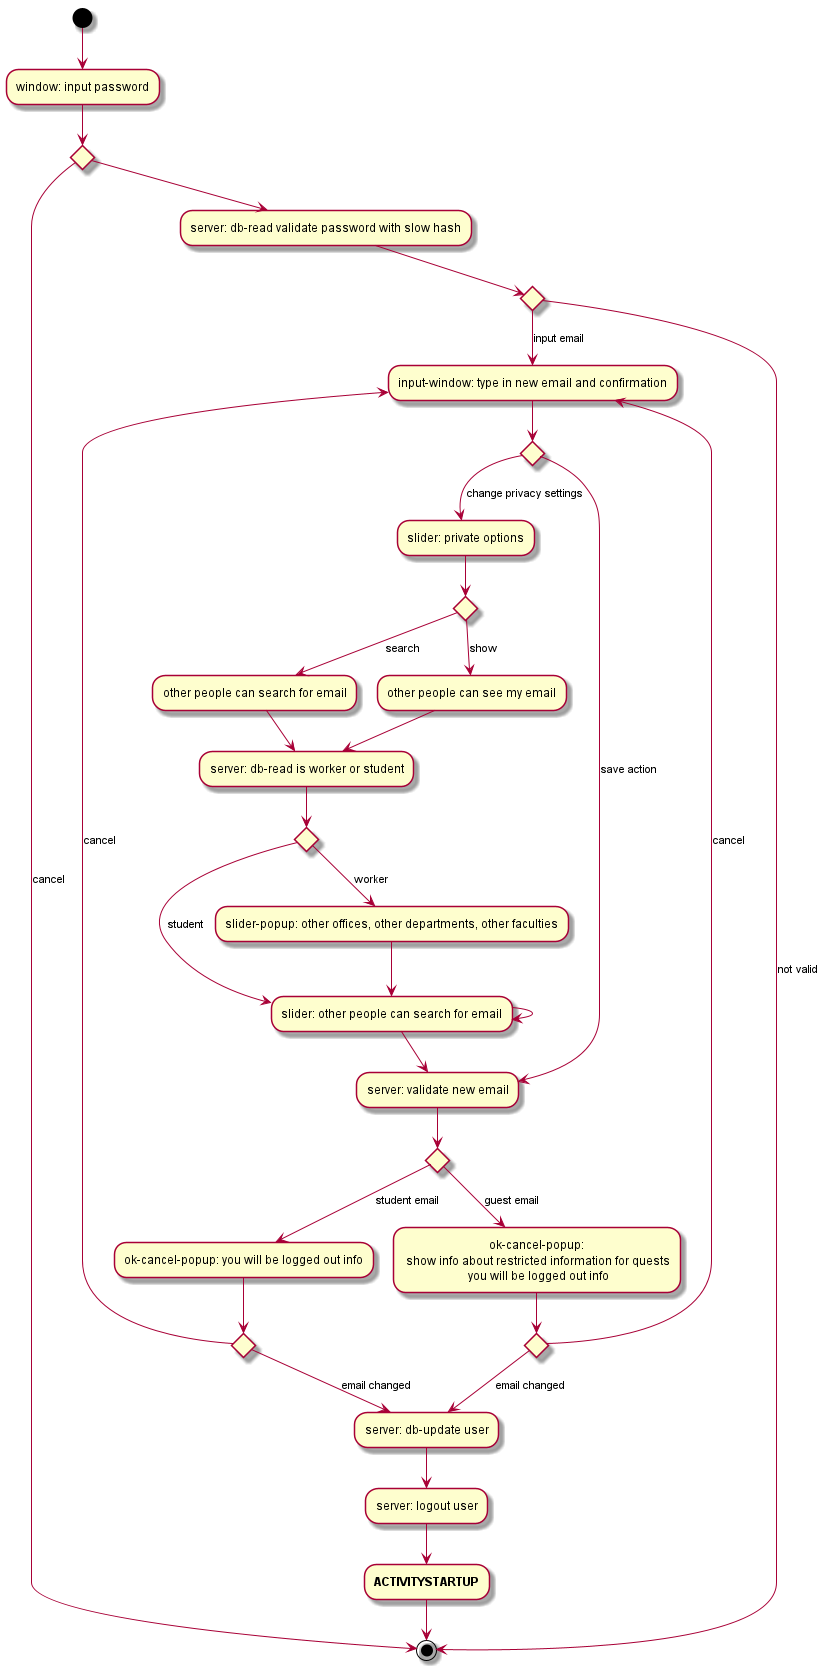 window: input password
server: db-read validate password with slow hash
input email
input-window: type in new email and confirmation
change privacy settings
slider: private options
search
show
other people can search for email
other people can see my email
server: db-read is worker or student
save action
cancel
cancel
cancel
worker
student
slider-popup: other offices, other departments, other faculties
not valid
slider: other people can search for email
server: validate new email
student email
guest email
ok-cancel-popup: you will be logged out info
ok-cancel-popup:
show info about restricted information for quests
you will be logged out info
email changed
email changed
server: db-update user
server: logout user
ACTIVITYSTARTUP